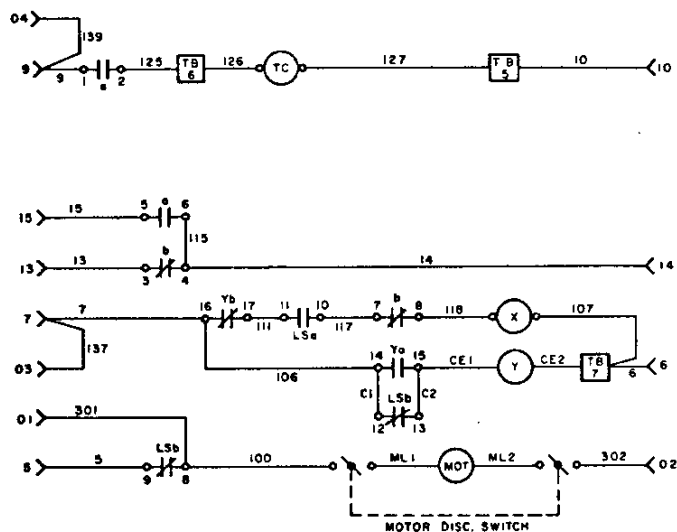 04
139
9 9 1 2 125 TB 6 126 TC 127 TB 5 10 10
a
15 15 5 a 6
115
13 13 3 b 4 14 14
7 7 16 Yb 17 111 11 LSa 10 117 7 b 8 118 X 107
137
03
106 14 Ya 15 CE1 Y CE2 TB 7 6 6
C1 LSb C2
12 13
01 301
5 9 LSb 8 100 ML1 MOT ML2 302 02
MOTOR DISC. SWITCH